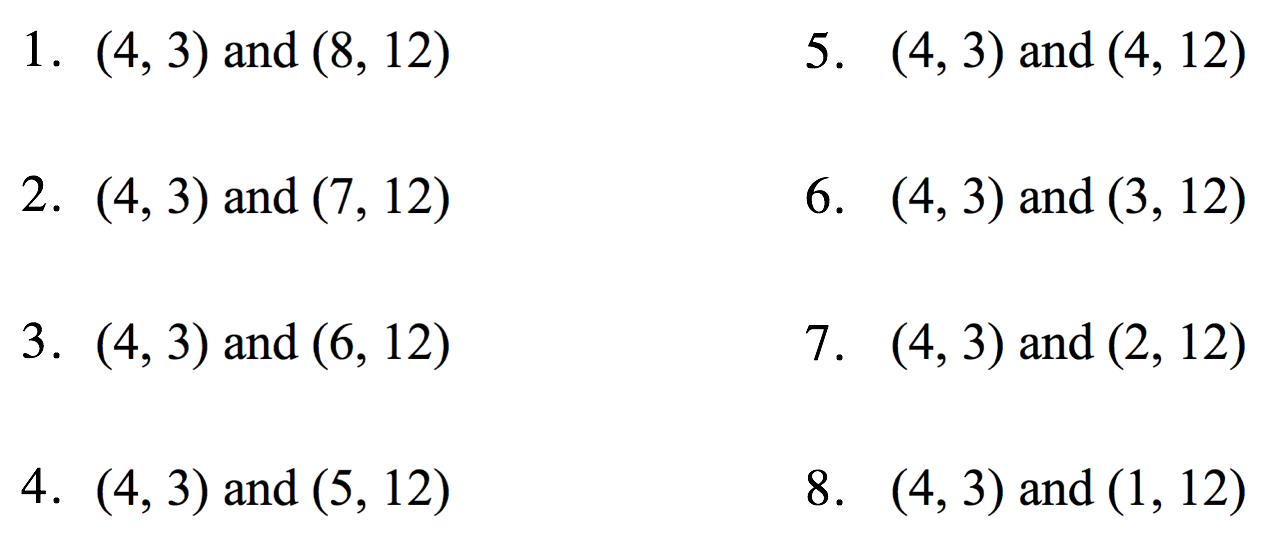 1. (4, 3) and (8, 12)
2. (4, 3) and (7, 12)
3. (4, 3) and (6, 12)
4. (4, 3) and (5, 12)
5. (4, 3) and (4, 12)
6. (4, 3) and (3, 12)
7. (4, 3) and (2, 12)
8. (4, 3) and (1, 12)